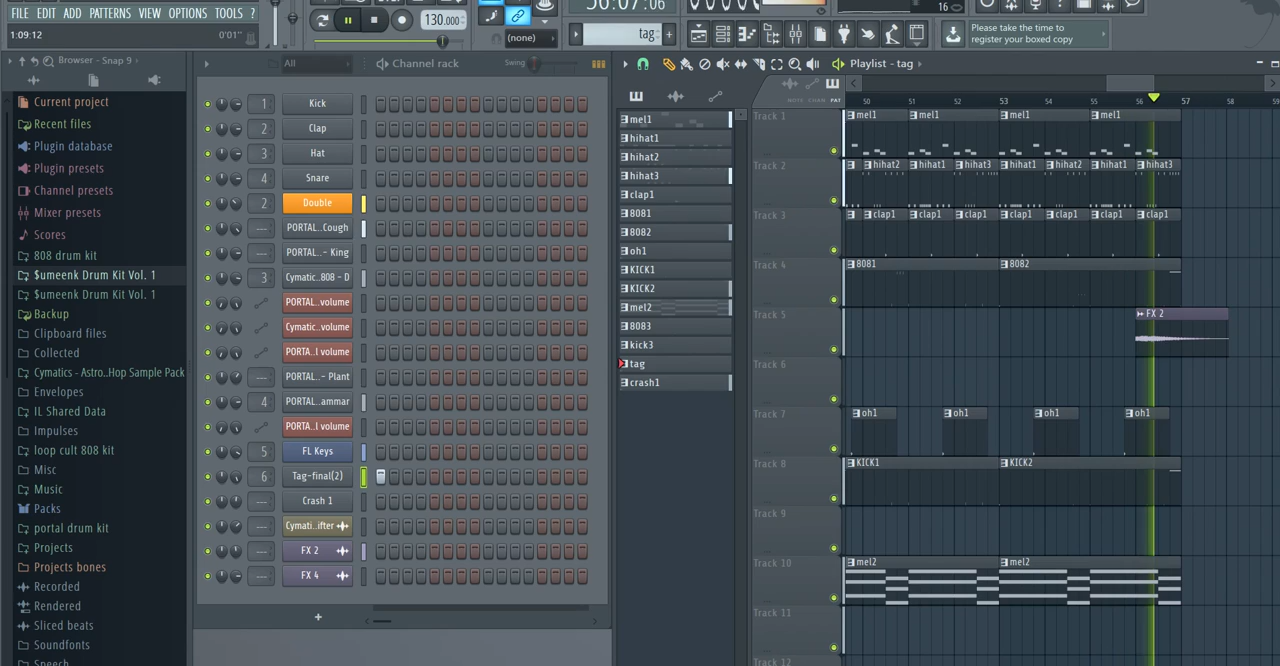 FILE EDIT ADD PATTERNS VIEW OPTIONS TOOLS ?
1:09:12
0'01"
130.000
(none)
56:07:06
tag
16
Please take the time to
register your boxed copy
Browser - Snap 9
Current project
Recent files
Plugin database
Plugin presets
Channel presets
Mixer presets
Scores
808 drum kit
$umeenk Drum Kit Vol. 1
$umeenk Drum Kit Vol. 1
Backup
Clipboard files
Collected
Cymatics - Astro..Hop Sample Pack
Envelopes
IL Shared Data
Impulses
loop cult 808 kit
Misc
Music
Packs
portal drum kit
Projects
Projects bones
Recorded
Rendered
Sliced beats
Soundfonts
Speech
All
Channel rack
Swing
1 Kick
2 Clap
3 Hat
4 Snare
2 Double
--- PORTAL..Cough
--- PORTAL..- King
3 Cymatic..808 - D
PORTAL..volume
Cymatic..volume
PORTA..l volume
--- PORTAL..- Plant
4 PORTAL..ammar
PORTA..l volume
5 FL Keys
6 Tag-final(2)
--- Crash 1
--- Cymati..ifter
--- FX 2
--- FX 4
+
mel1
hihat1
hihat2
hihat3
clap1
8081
8082
oh1
KICK1
KICK2
mel2
8083
kick3
tag
crash1
Playlist - tag
NOTE CHAN PAT
50 51 52 53 54 55 56 57 58 59
Track 1 mel1 mel1 mel1 mel1
Track 2 hihat2 hihat1 hihat3 hihat1 hihat2 hihat1 hihat3
Track 3 clap1 clap1 clap1 clap1 clap1 clap1 clap1
Track 4 8081 8082
Track 5 FX 2
Track 6
Track 7 oh1 oh1 oh1 oh1
Track 8 KICK1 KICK2
Track 9
Track 10 mel2 mel2
Track 11
Track 12